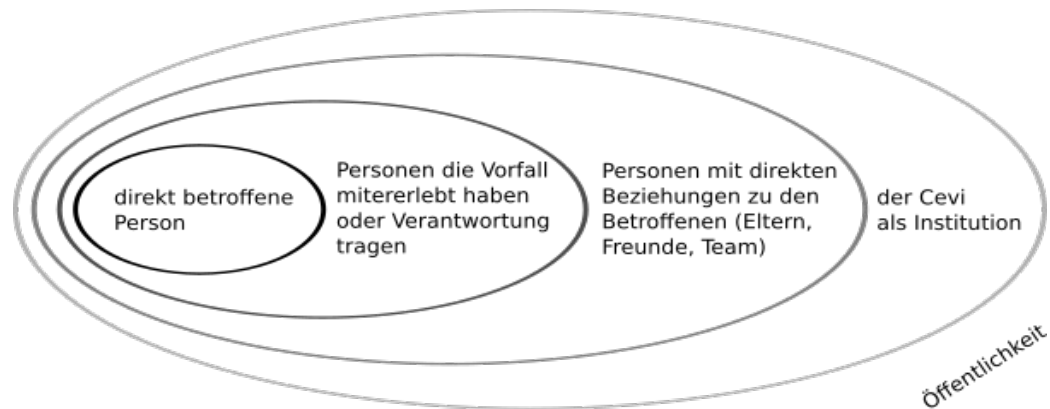 direkt betroffene
Person
Personen die Vorfall
mitererlebt haben
oder Verantwortung
tragen
Personen mit direkten
Beziehungen zu den
Betroffenen (Eltern,
Freunde, Team)
der Cevi
als Institution
Öffentlichkeit